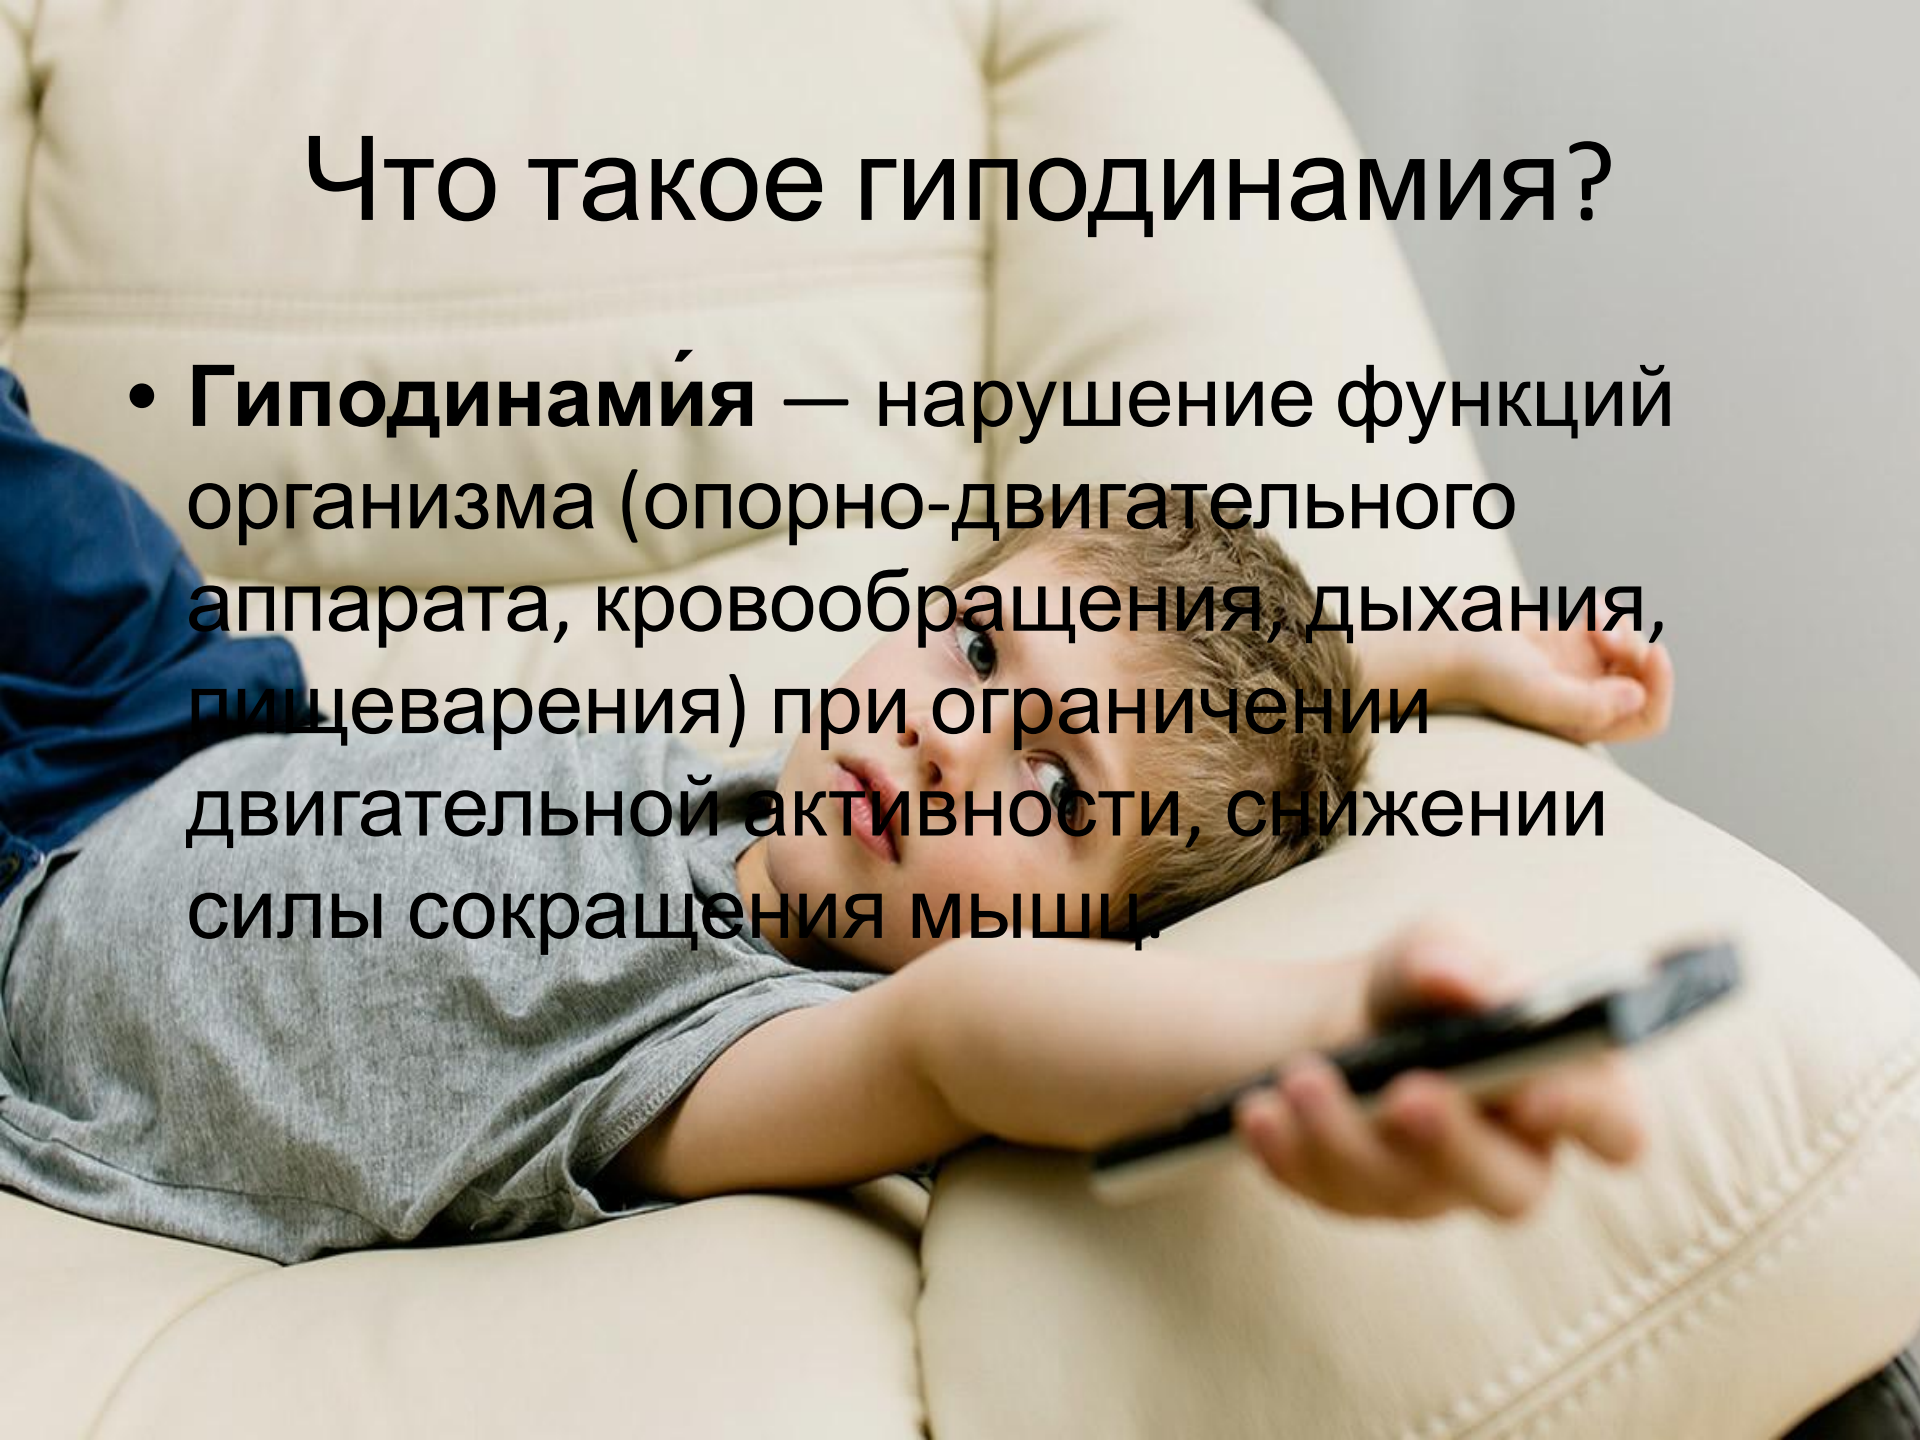 Что такое гиподинамия?
• Гиподинами́я — нарушение функций
организма (опорно-двигательного
аппарата, кровообращения, дыхания,
пищеварения) при ограничении
двигательной активности, снижении
силы сокращения мышц.